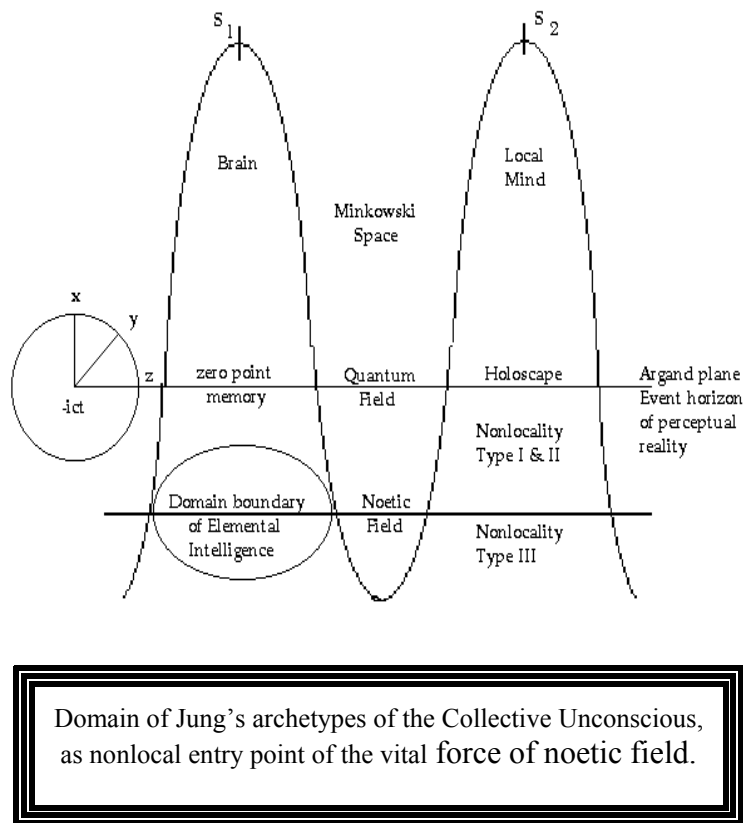 S 1
S 2
Brain
Local
Mind
Minkowski
Space
x
y
z
-ict
zero point
memory
Quantum
Field
Holoscape
Argand plane
Event horizon
of perceptual
reality
Nonlocality
Type I & II
Domain boundary
of Elemental
Intelligence
Noetic
Field
Nonlocality
Type III
Domain of Jung’s archetypes of the Collective Unconscious,
as nonlocal entry point of the vital force of noetic field.